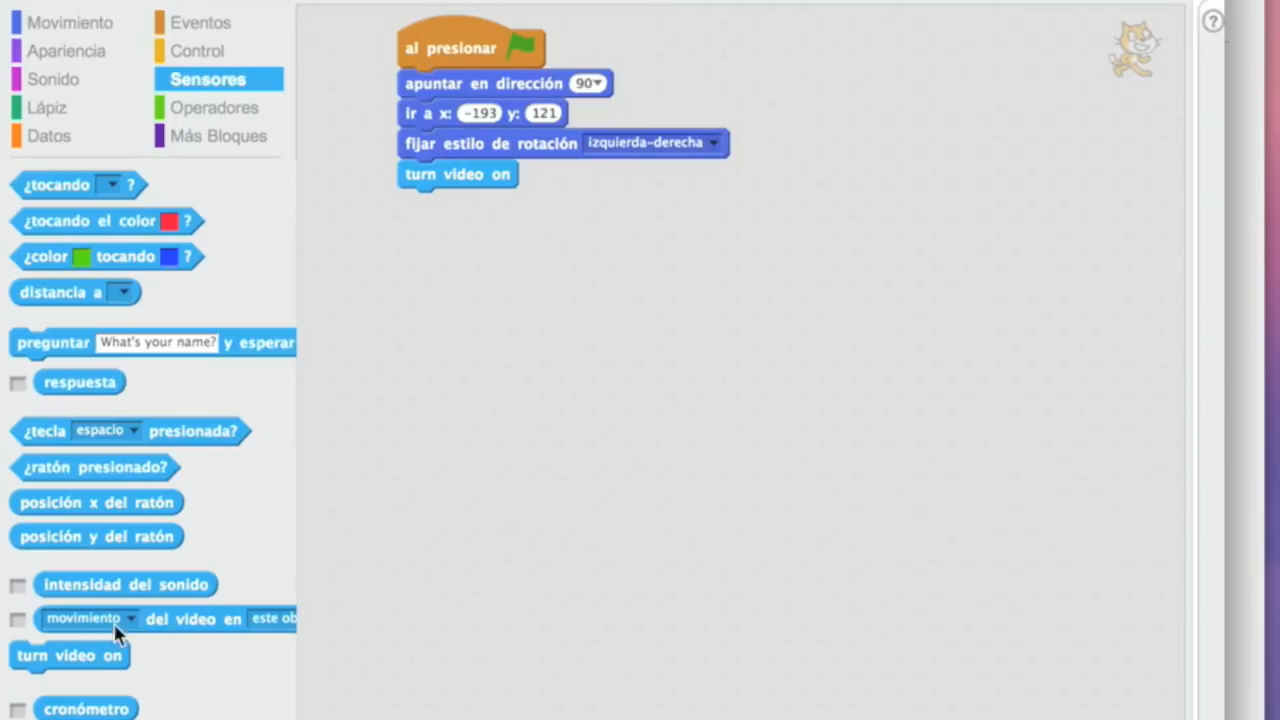 Movimiento
Eventos
Apariencia
Control
Sonido
Sensores
Lápiz
Operadores
Datos
Más Bloques
¿tocando ?
¿tocando el color ?
¿color tocando ?
distancia a
preguntar What's your name? y esperar
respuesta
¿tecla espacio presionada?
¿ratón presionado?
posición x del ratón
posición y del ratón
intensidad del sonido
movimiento del video en este ob
turn video on
cronómetro
al presionar
apuntar en dirección 90
ir a x: -193 y: 121
fijar estilo de rotación izquierda-derecha
turn video on
?